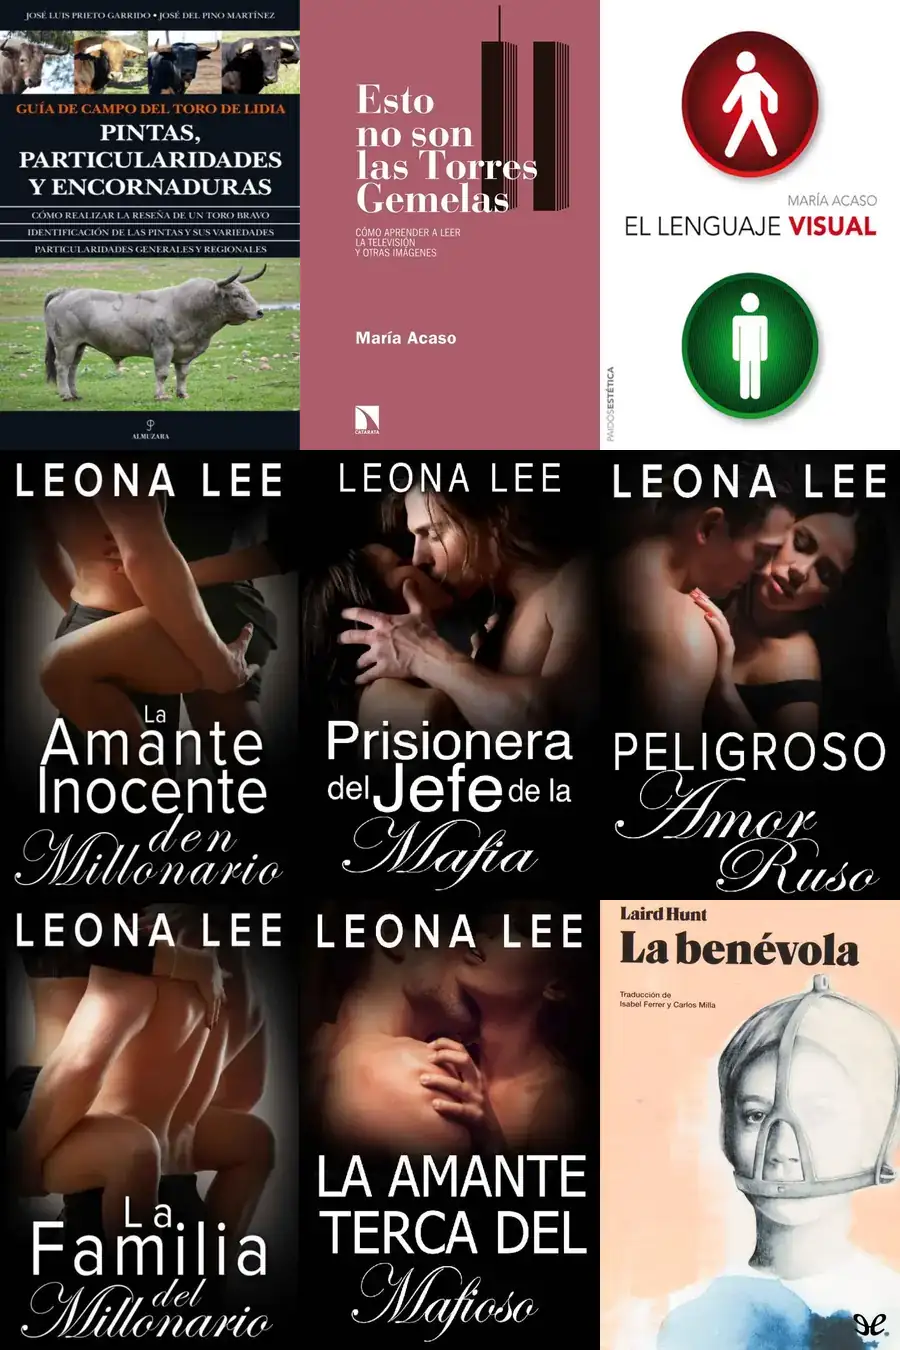 JOSÉ LUIS PRIETO GARRIDO • JOSÉ DEL PINO MARTÍNEZ
GUÍA DE CAMPO DEL TORO DE LIDIA
PINTAS,
PARTICULARIDADES
Y ENCORNADURAS
CÓMO REALIZAR LA RESEÑA DE UN TORO BRAVO
IDENTIFICACIÓN DE LAS PINTAS Y SUS VARIEDADES
PARTICULARIDADES GENERALES Y REGIONALES
ALMUZARA
Esto
no son
las Torres
Gemelas
CÓMO APRENDER A LEER
LA TELEVISIÓN
Y OTRAS IMÁGENES
María Acaso
CATARATA
MARÍA ACASO
EL LENGUAJE VISUAL
PAIDÓS ESTÉTICA
LEONA LEE
La
Amante
Inocente
den
Millonario
LEONA LEE
Prisionera
del Jefe de la
Mafia
LEONA LEE
PELIGROSO
Amor
Ruso
LEONA LEE
La
Familia
del
Millonario
LEONA LEE
LA AMANTE
TERCA DEL
Mafioso
Laird Hunt
La benévola
Traducción de
Isabel Ferrer y Carlos Milla